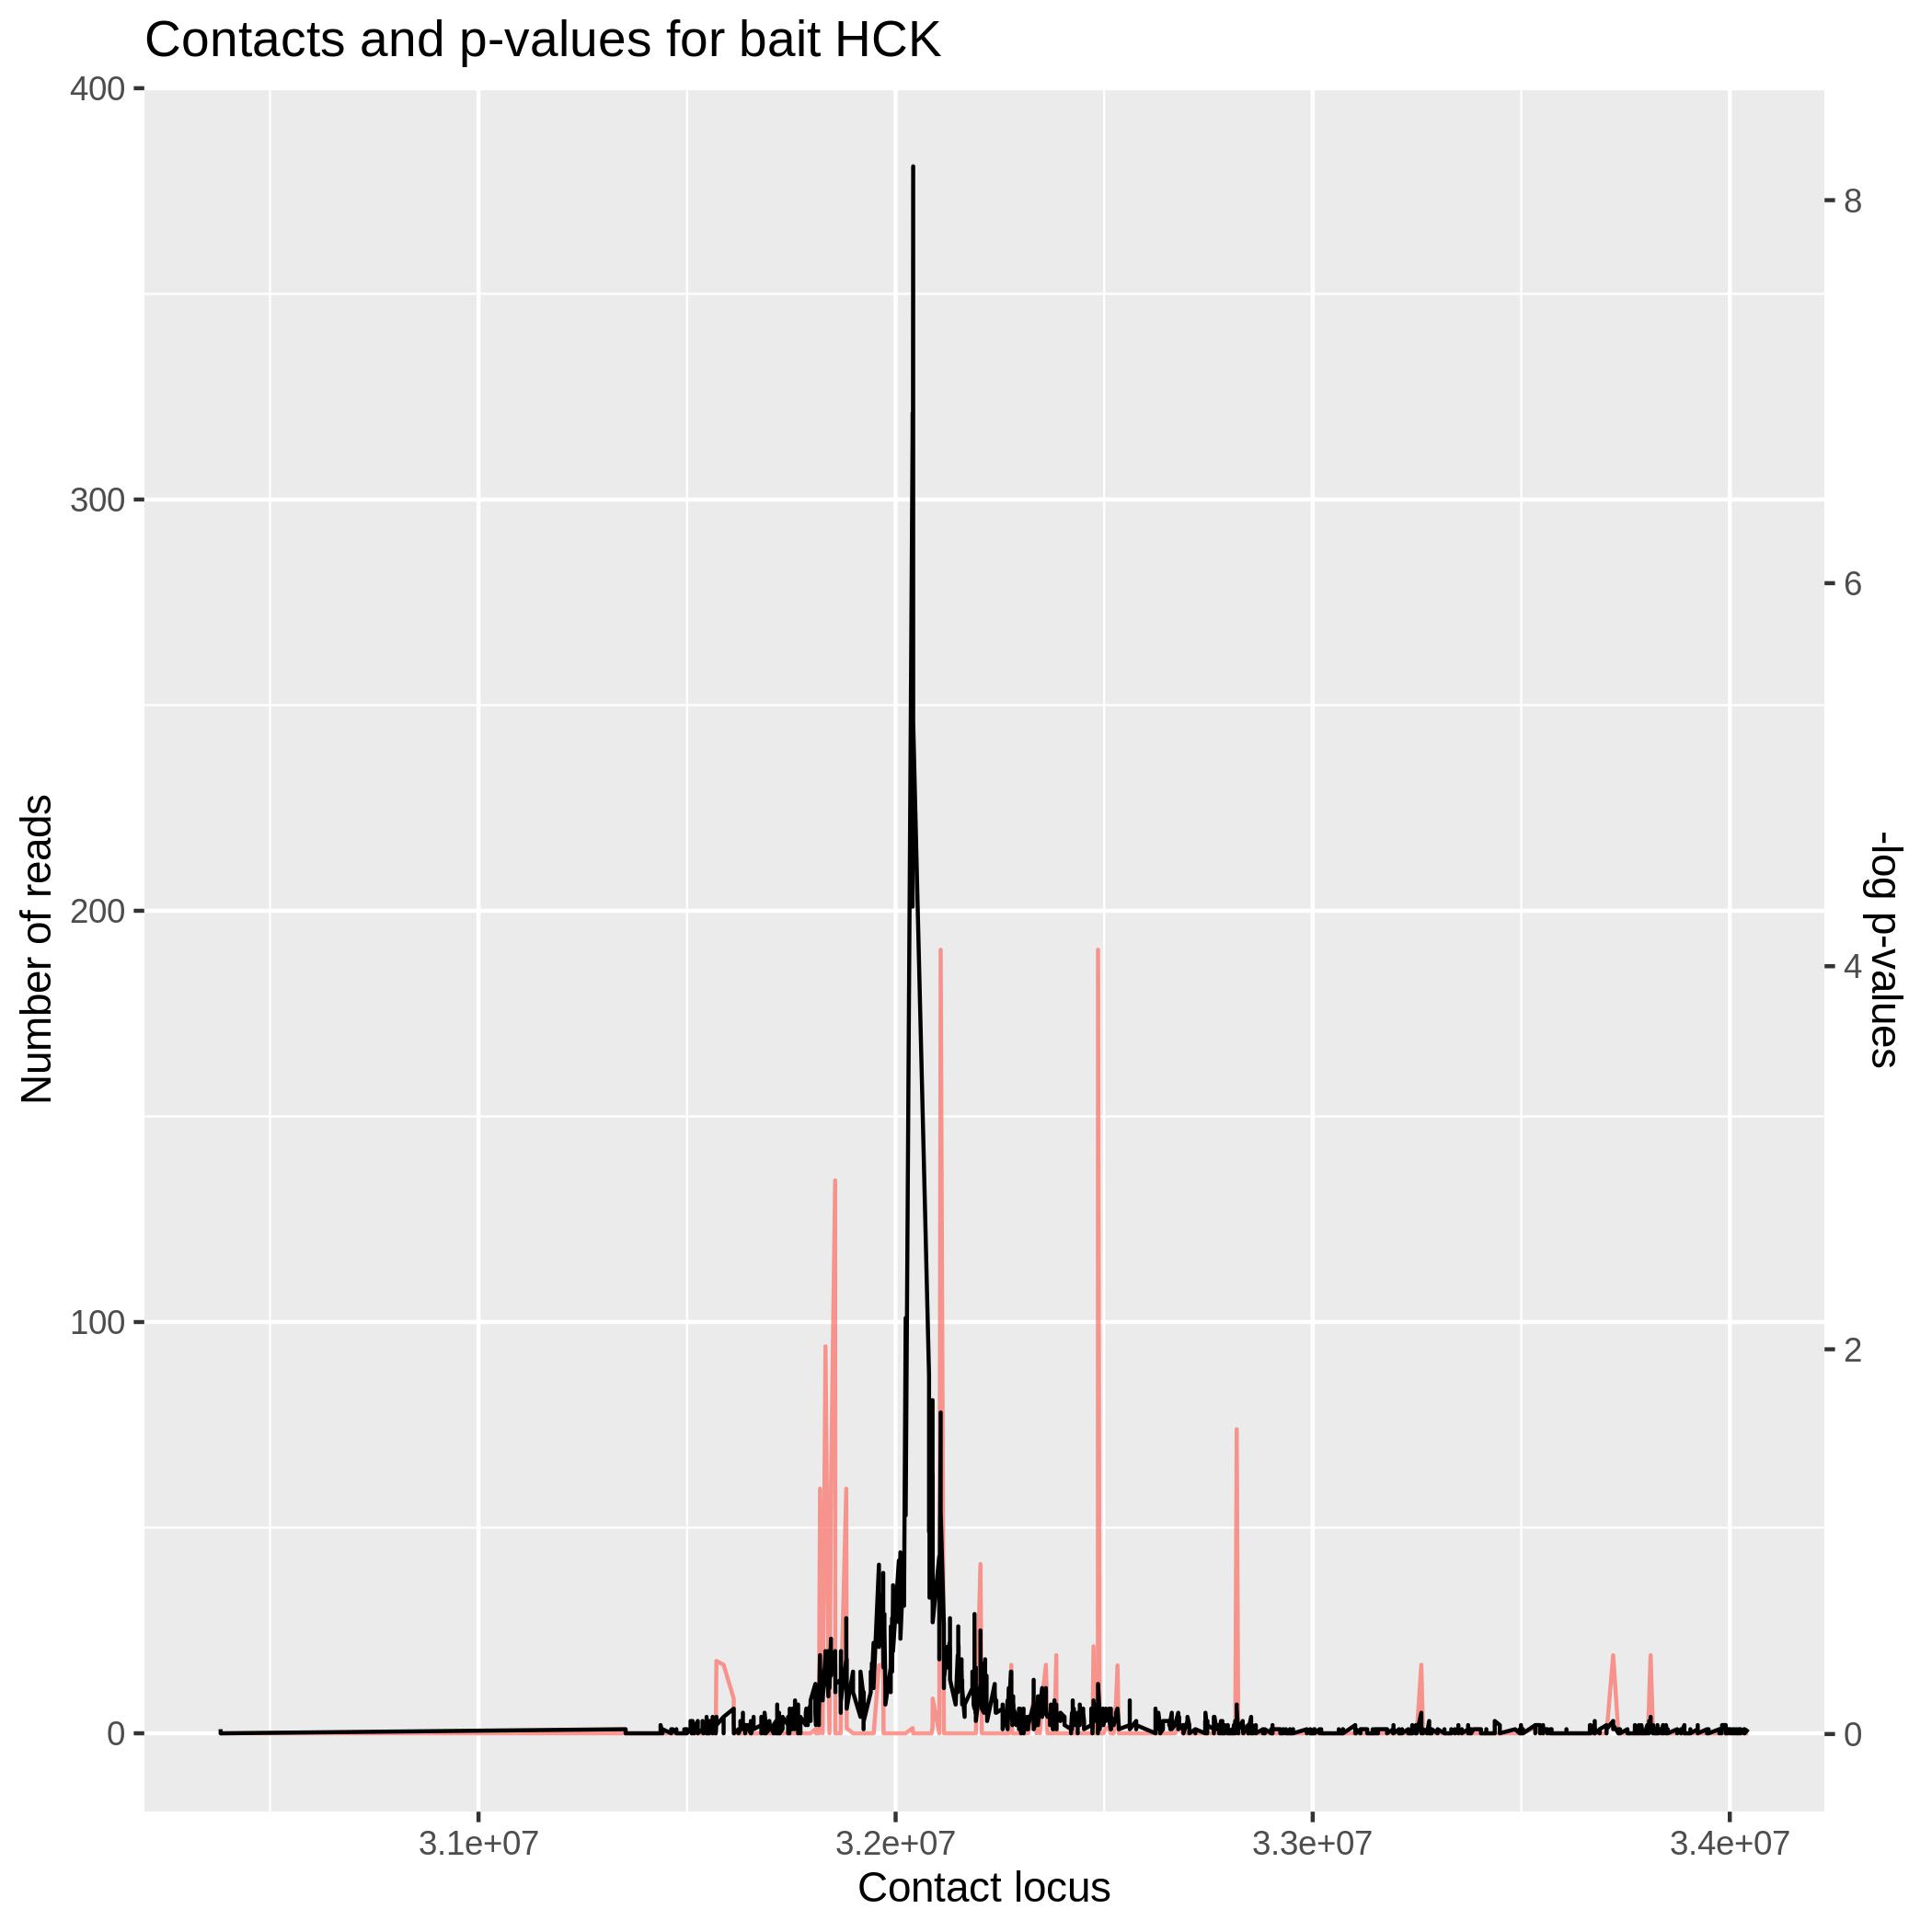 Contacts and p-values for bait HCK
400
300
200
100
0
Number of reads
8
6
4
2
0
-log p-values
3.1e+07
3.2e+07
3.3e+07
3.4e+07
Contact locus